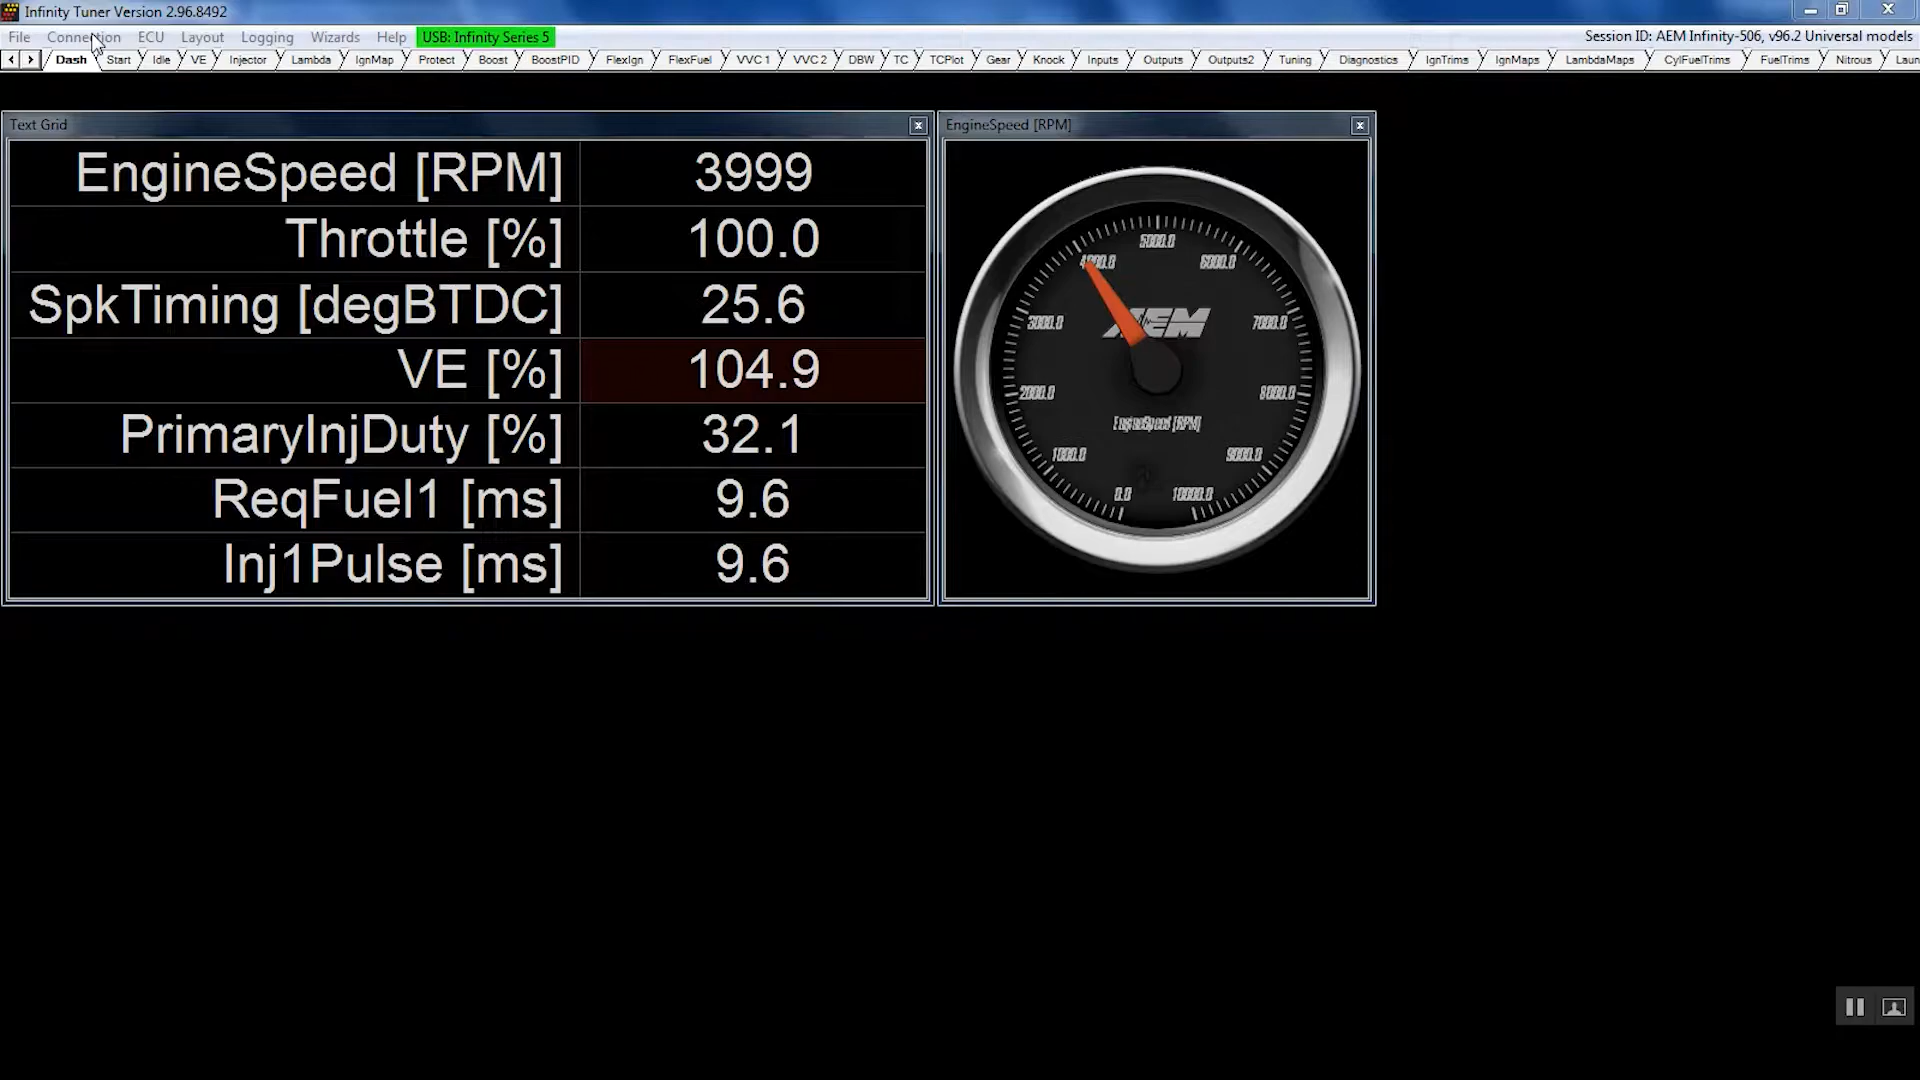 Infinity Tuner Version 2.96.8492
File Connection ECU Layout Logging Wizards Help USB: Infinity Series 5 Session ID: AEM Infinity-506, v96.2 Universal models
Dash Start Idle VE Injector Lambda IgnMap Protect Boost BoostPID FlexIgn FlexFuel VVC 1 VVC 2 DBW TC TCPlot Gear Knock Inputs Outputs Outputs2 Tuning Diagnostics IgnTrims IgnMaps LambdaMaps CylFuelTrims FuelTrims Nitrous Laun
Text Grid
EngineSpeed [RPM] 3999
Throttle [%] 100.0
SpkTiming [degBTDC] 25.6
VE [%] 104.9
PrimaryInjDuty [%] 32.1
ReqFuel1 [ms] 9.6
Inj1Pulse [ms] 9.6
EngineSpeed [RPM]
5000.0
4000.0 6000.0
3000.0 AEM 7000.0
2000.0 8000.0
EngineSpeed [RPM]
1000.0 9000.0
0.0 10000.0